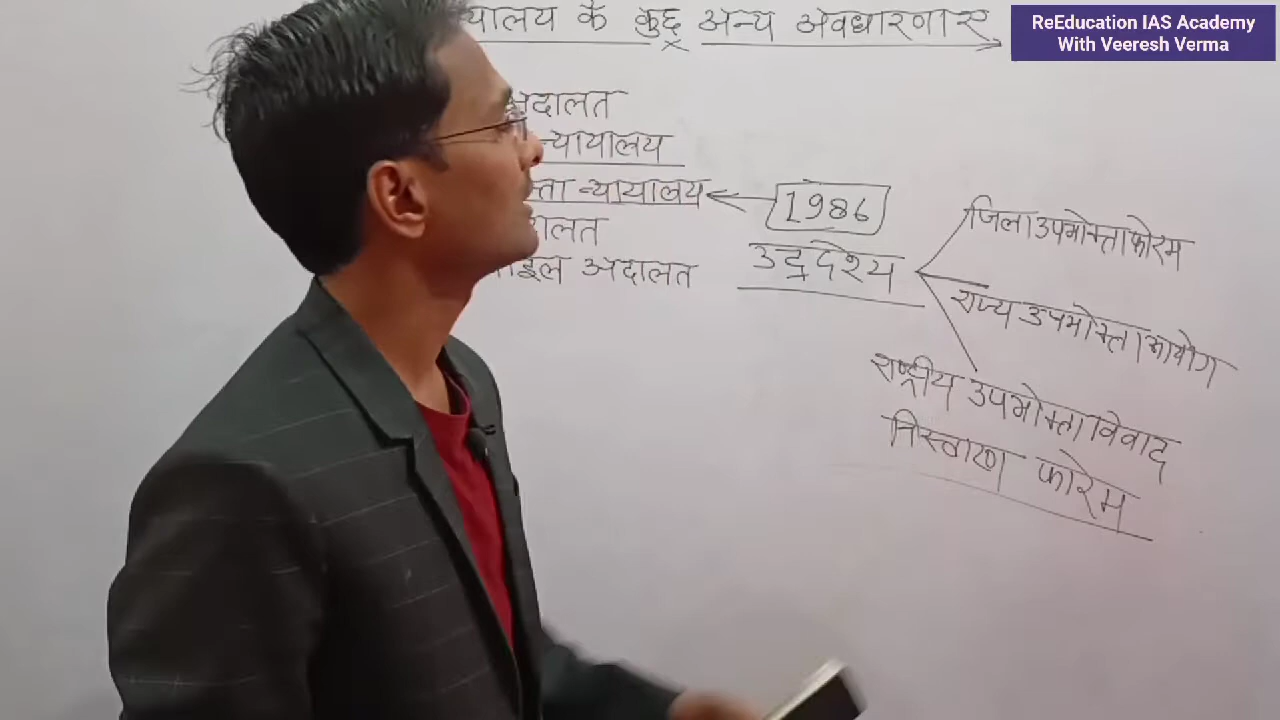 यालय के कुछ अन्य अवधारणाए
ReEducation IAS Academy
With Veeresh Verma
अदालत
न्यायालय
क्ता न्यायालय
1986
उद्देश्य
जिला उपभोक्ता फोरम
राज्य उपभोक्ता आयोग
राष्ट्रीय उपभोक्ता विवाद
फोरम
दालत
बाइल अदालत